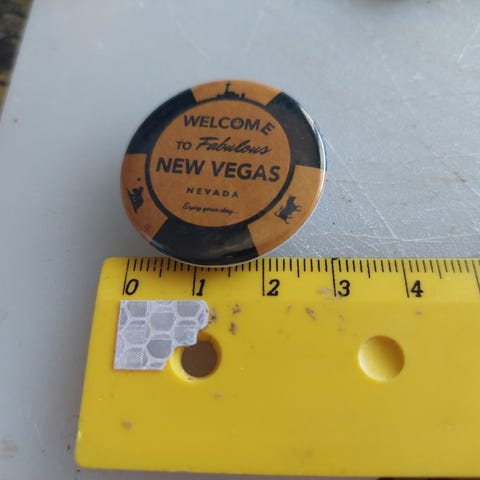 WELCOME
TO Fabulous
NEW VEGAS
NEVADA
Enjoy your stay...
0 1 2 3 4